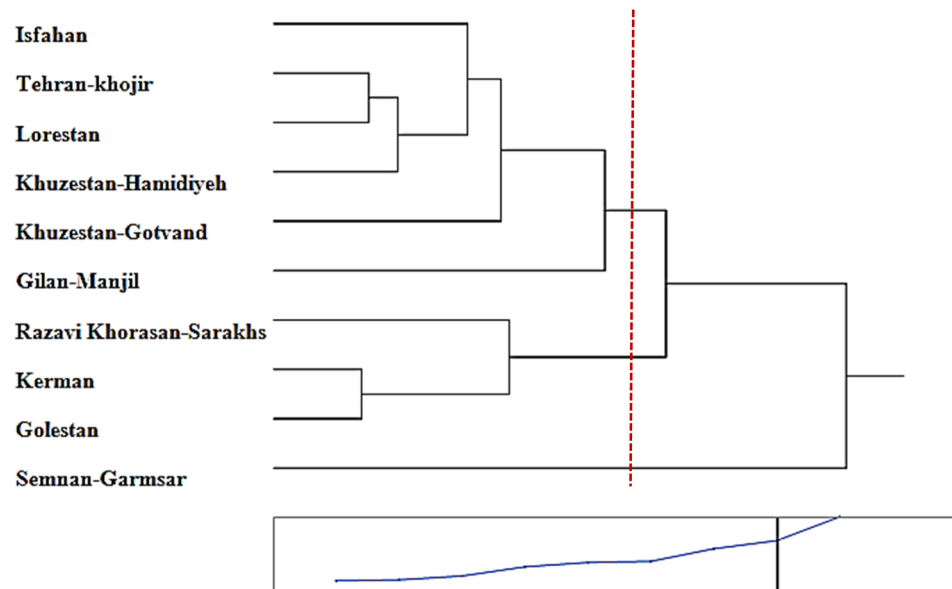 Isfahan
Tehran-khojir
Lorestan
Khuzestan-Hamidiyeh
Khuzestan-Gotvand
Gilan-Manjil
Razavi Khorasan-Sarakhs
Kerman
Golestan
Semnan-Garmsar